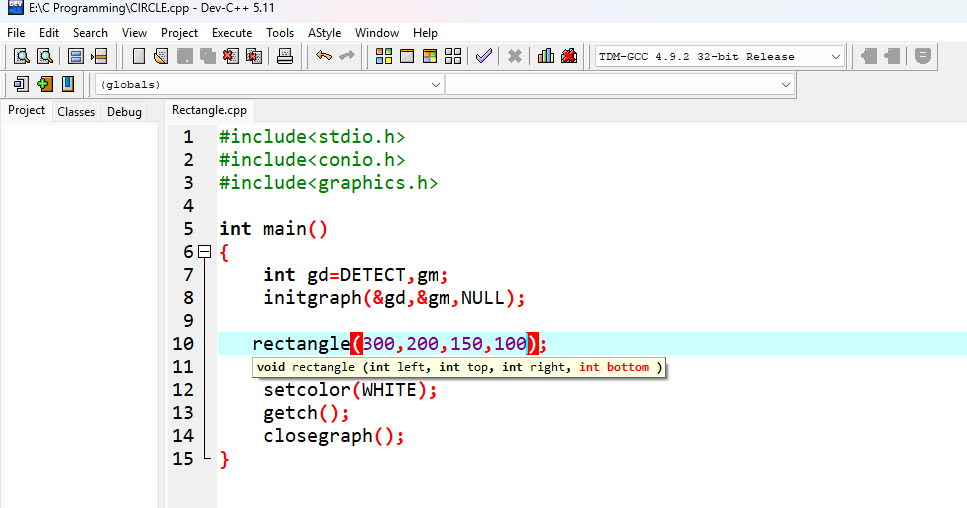 E:\C Programming\CIRCLE.cpp - Dev-C++ 5.11
File Edit Search View Project Execute Tools AStyle Window Help
TDM-GCC 4.9.2 32-bit Release
(globals)
Project Classes Debug
Rectangle.cpp
1 #include<stdio.h>
2 #include<conio.h>
3 #include<graphics.h>
4
5 int main()
6 {
7 int gd=DETECT,gm;
8 initgraph(&gd,&gm,NULL);
9
10 rectangle(300,200,150,100);
11 void rectangle (int left, int top, int right, int bottom )
12 setcolor(WHITE);
13 getch();
14 closegraph();
15 }